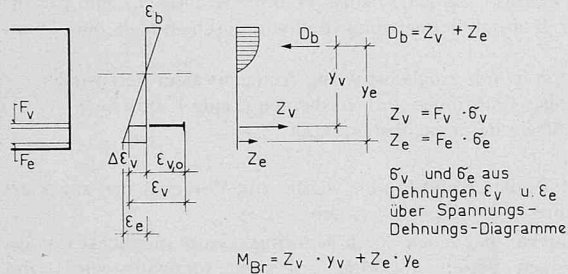 ε_b
D_b
D_b = Z_v + Z_e
y_v
y_e
F_v
Z_v
Z_v = F_v · σ_v
F_e
Z_e
Z_e = F_e · σ_e
Δε_v
ε_v,o
ε_v
ε_e
σ_v und σ_e aus
Dehnungen ε_v u. ε_e
über Spannungs-
Dehnungs-Diagramme
M_Br = Z_v · y_v + Z_e · y_e